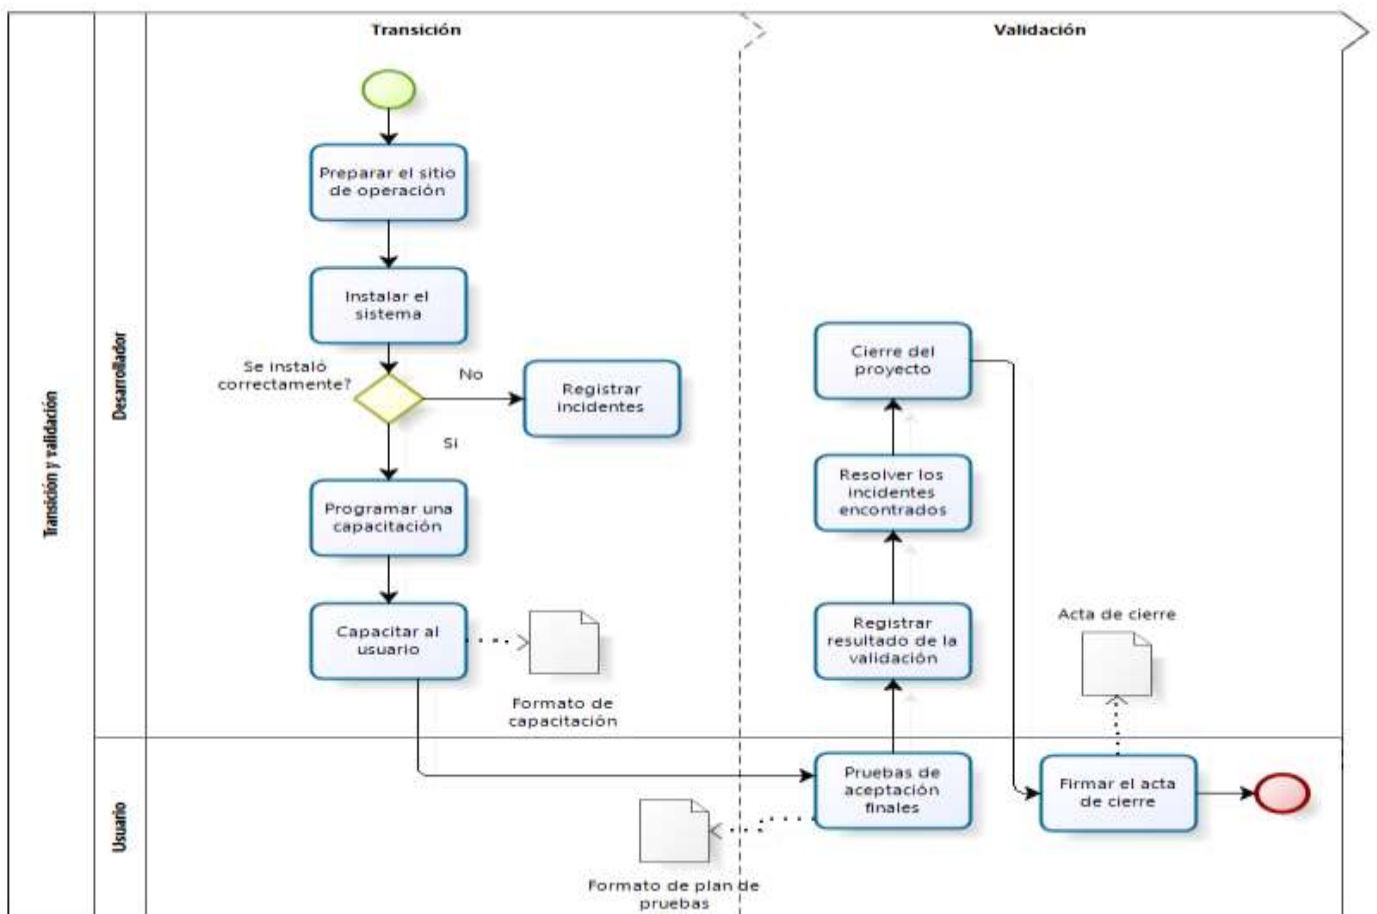 Transición
Validación
Transición y validación
Desarrollador
Usuario
Preparar el sitio
de operación
Instalar el
sistema
Se instaló
correctamente?
No
Registrar
incidentes
Si
Programar una
capacitación
Capacitar al
usuario
Formato de
capacitación
Cierre del
proyecto
Resolver los
incidentes
encontrados
Registrar
resultado de la
validación
Acta de cierre
Pruebas de
aceptación
finales
Firmar el acta
de cierre
Formato de plan de
pruebas